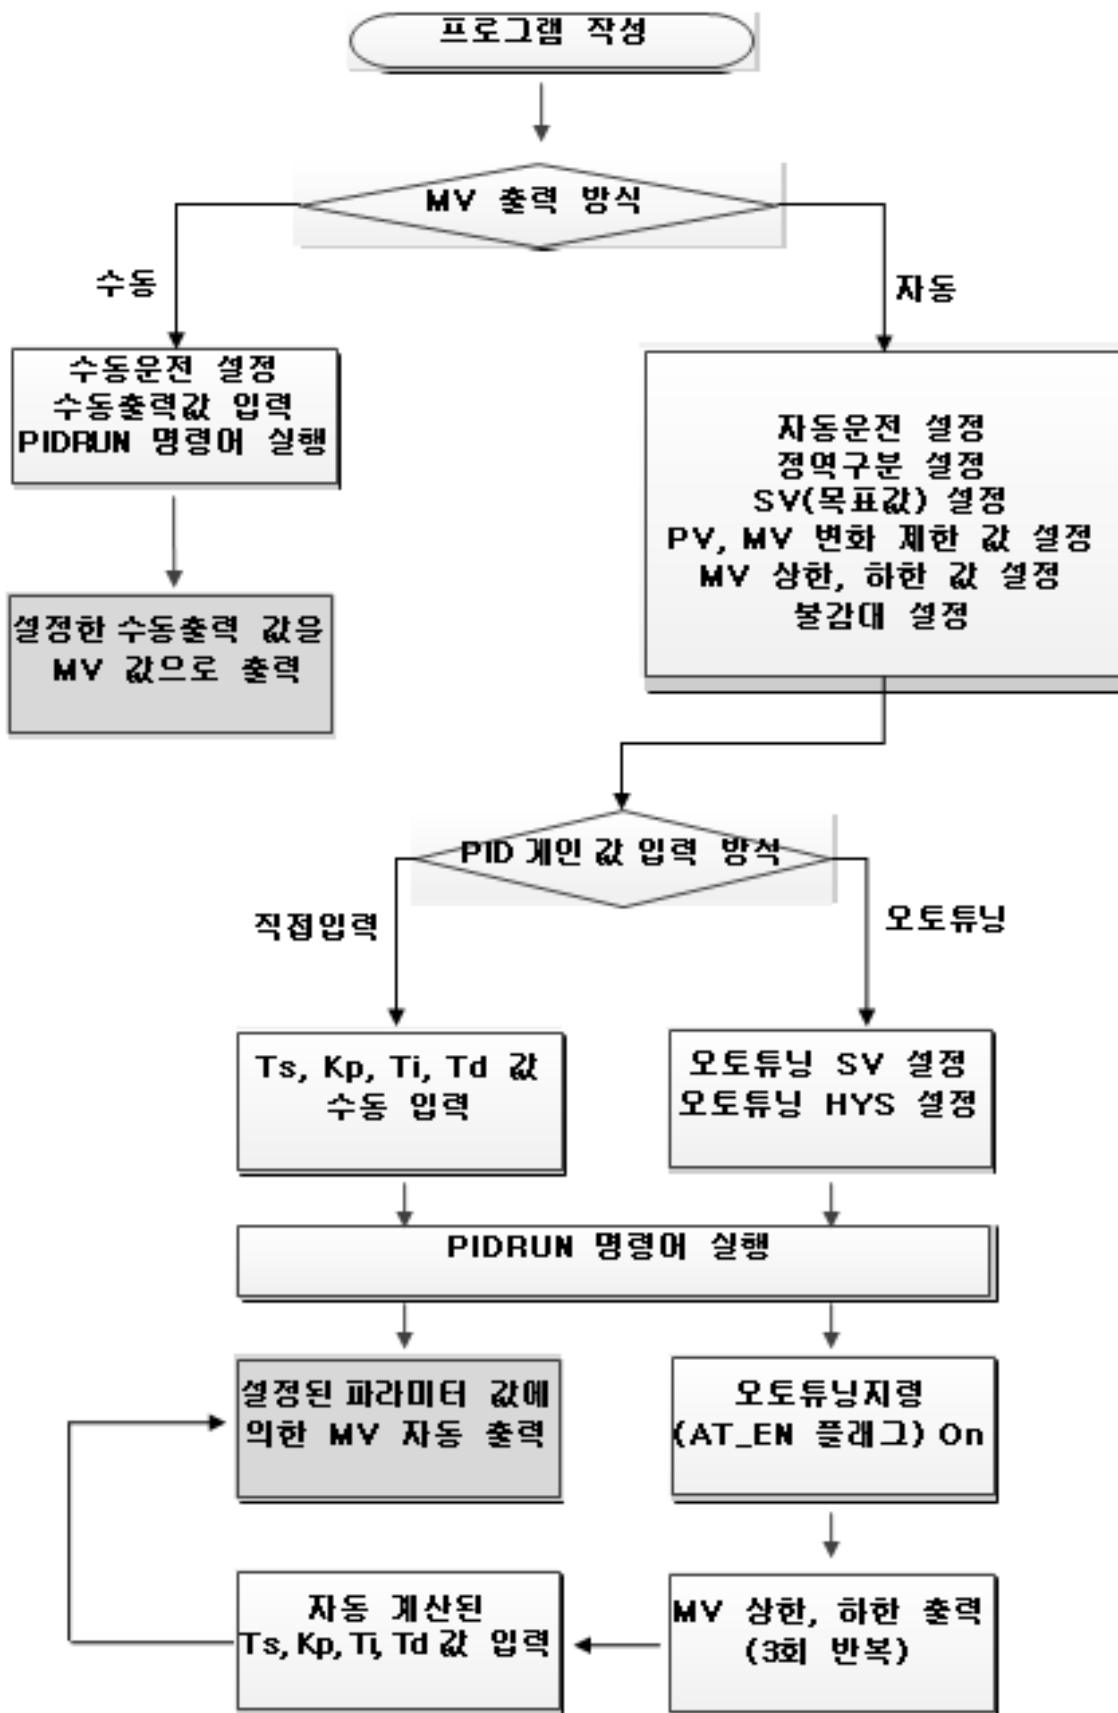 프로그램 작성
MV 출력 방식
수동
자동
수동운전 설정
수동출력값 입력
PIDRUN 명령어 실행
설정한 수동출력 값을
MV 값으로 출력
자동운전 설정
정역구분 설정
SV(목표값) 설정
PV, MV 변화 제한 값 설정
MV 상한, 하한 값 설정
불감대 설정
PID 게인 값 입력 방식
직접입력
오토튜닝
Ts, Kp, Ti, Td 값
수동 입력
오토튜닝 SV 설정
오토튜닝 HYS 설정
PIDRUN 명령어 실행
설정된 파라미터 값에
의한 MV 자동 출력
오토튜닝지령
(AT_EN 플래그) On
자동 계산된
Ts, Kp, Ti, Td 값 입력
MV 상한, 하한 출력
(3회 반복)